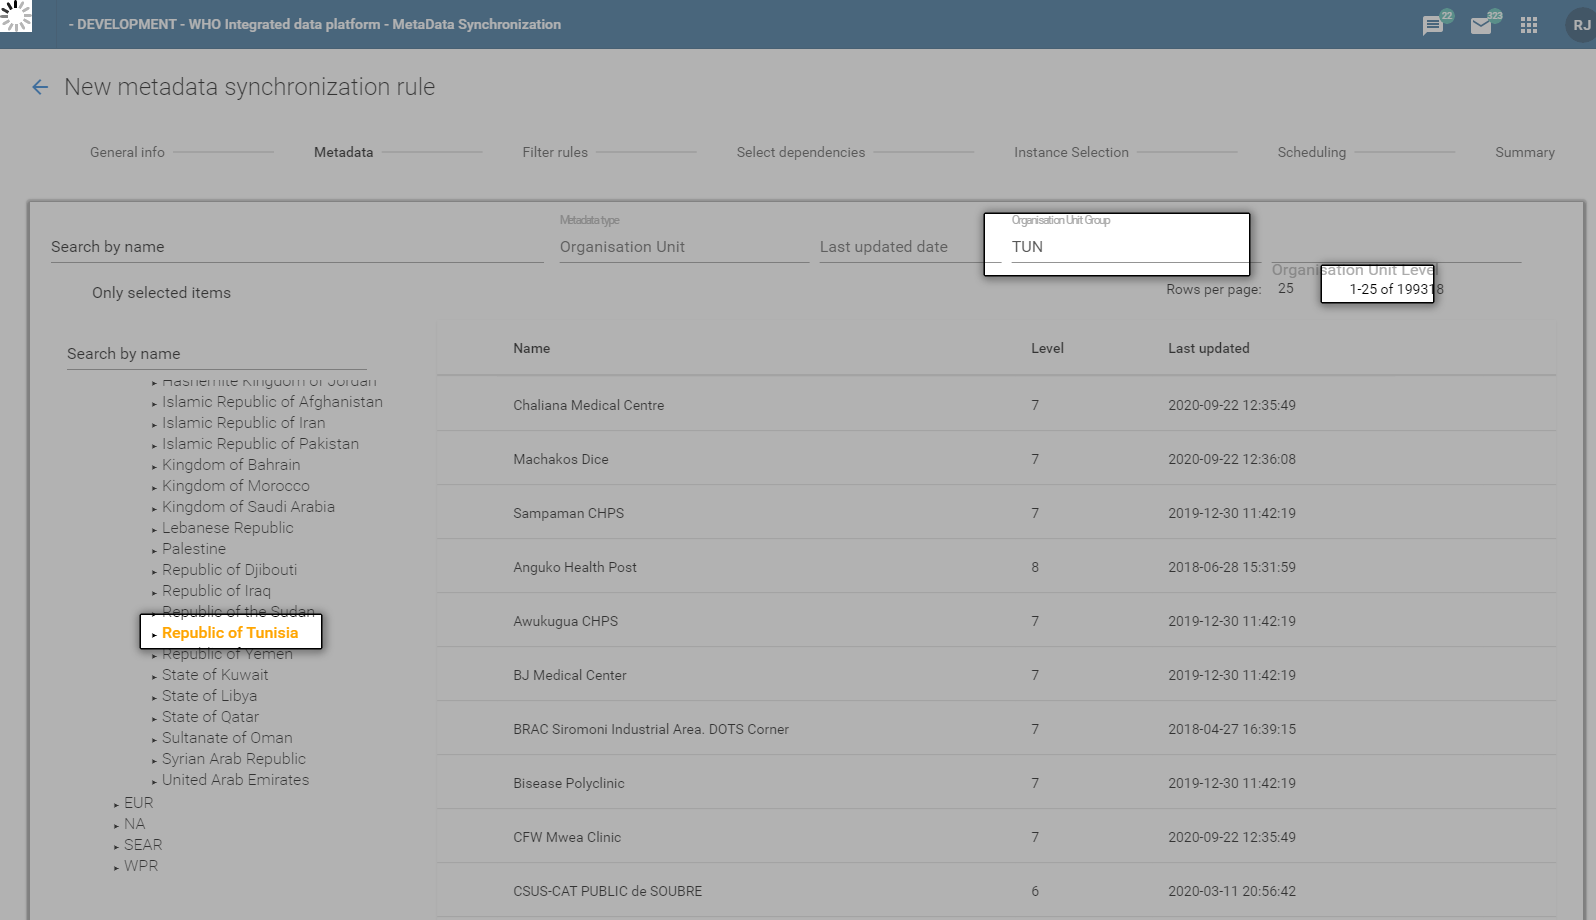 - DEVELOPMENT - WHO Integrated data platform - MetaData Synchronization
22
323
RJ
New metadata synchronization rule
General info
Metadata
Filter rules
Select dependencies
Instance Selection
Scheduling
Summary
Search by name
Metadata type
Organisation Unit
Last updated date
Organisation Unit Group
TUN
Organisation Unit Level
Only selected items
Rows per page: 25 1-25 of 199318
Search by name
Hashemite Kingdom of Jordan
Islamic Republic of Afghanistan
Islamic Republic of Iran
Islamic Republic of Pakistan
Kingdom of Bahrain
Kingdom of Morocco
Kingdom of Saudi Arabia
Lebanese Republic
Palestine
Republic of Djibouti
Republic of Iraq
Republic of the Sudan
Republic of Tunisia
Republic of Yemen
State of Kuwait
State of Libya
State of Qatar
Sultanate of Oman
Syrian Arab Republic
United Arab Emirates
EUR
NA
SEAR
WPR
Name Level Last updated
Chaliana Medical Centre 7 2020-09-22 12:35:49
Machakos Dice 7 2020-09-22 12:36:08
Sampaman CHPS 7 2019-12-30 11:42:19
Anguko Health Post 8 2018-06-28 15:31:59
Awukugua CHPS 7 2019-12-30 11:42:19
BJ Medical Center 7 2019-12-30 11:42:19
BRAC Siromoni Industrial Area. DOTS Corner 7 2018-04-27 16:39:15
Bisease Polyclinic 7 2019-12-30 11:42:19
CFW Mwea Clinic 7 2020-09-22 12:35:49
CSUS-CAT PUBLIC de SOUBRE 6 2020-03-11 20:56:42